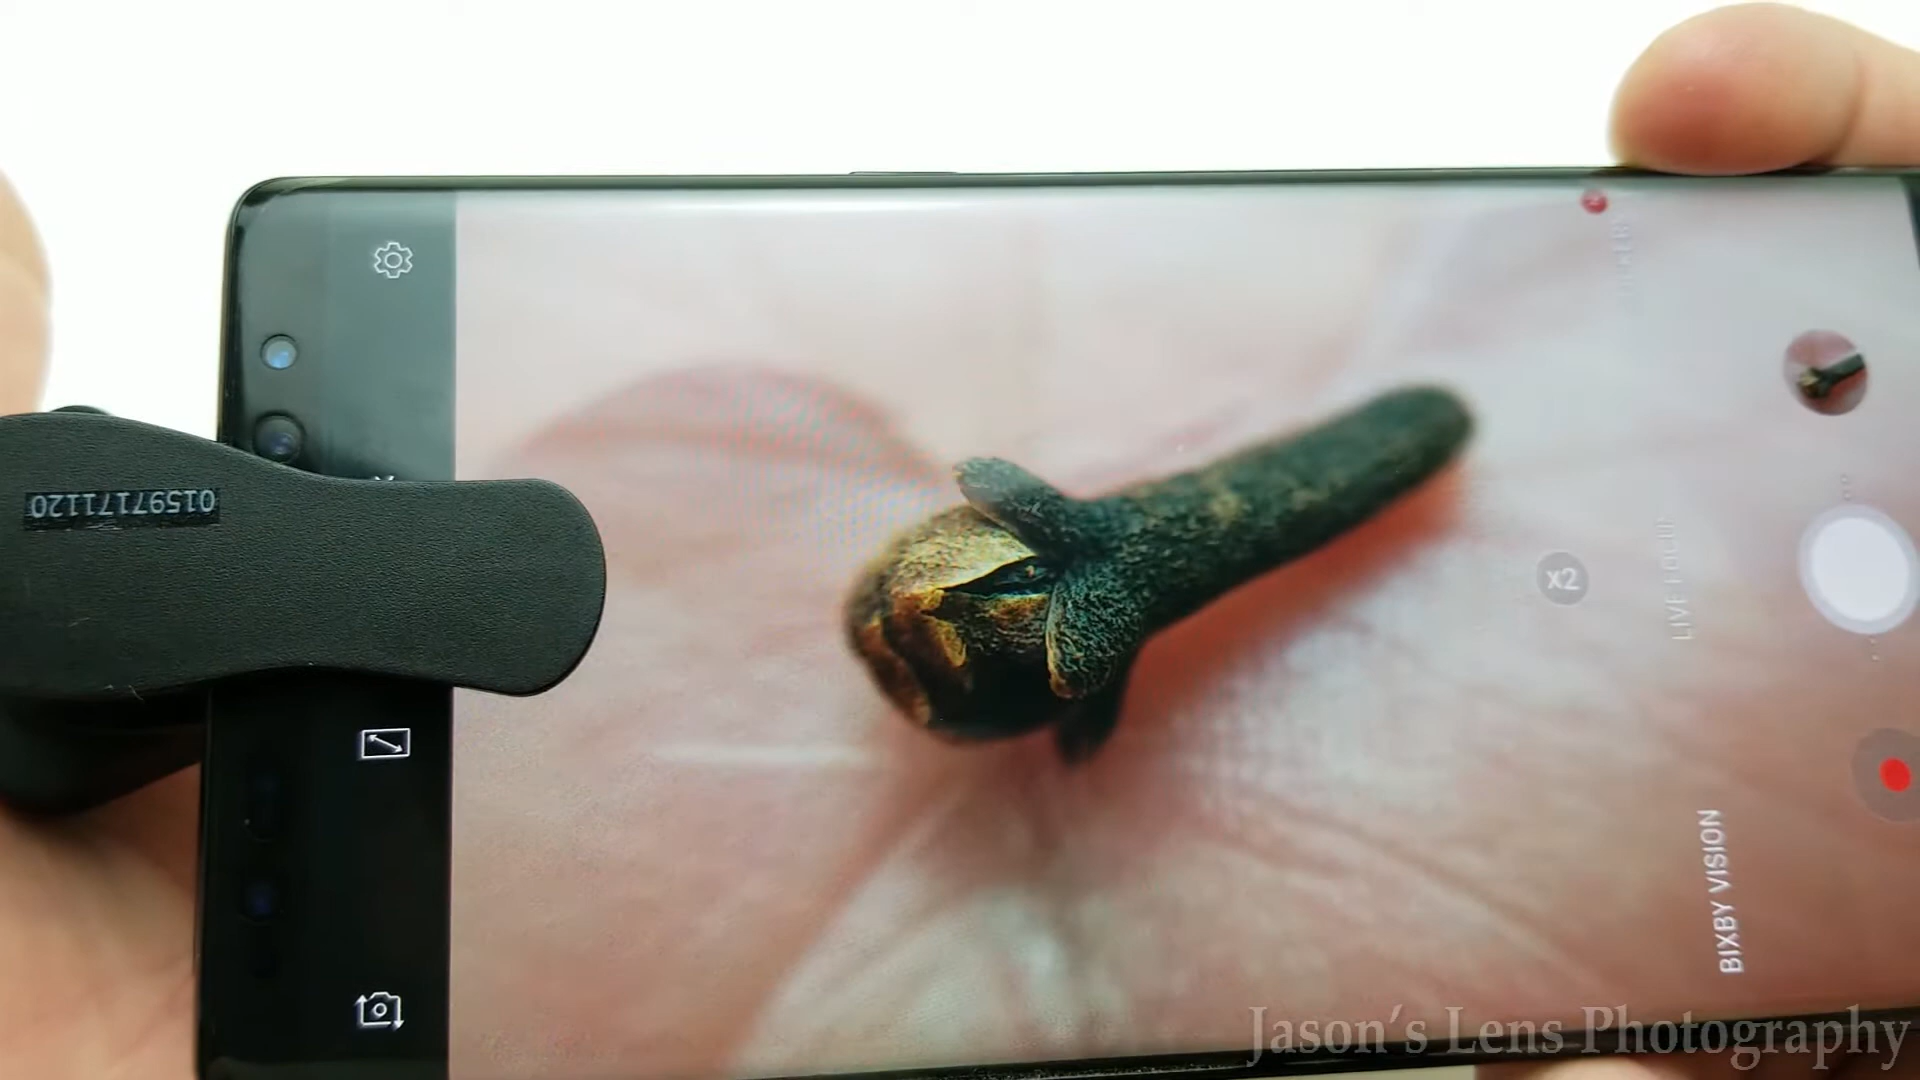 01597171120
x2
LIVE FOCUS
BIXBY VISION
Jason's Lens Photography